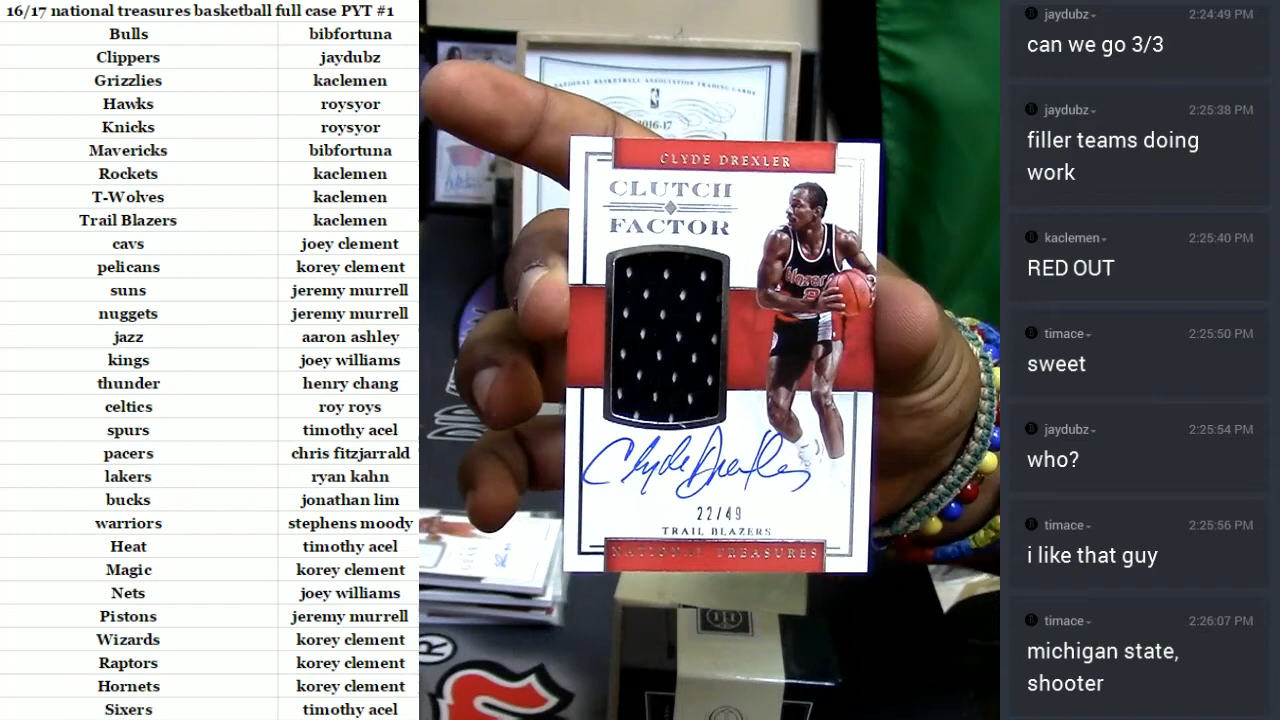 16/17 national treasures basketball full case PYT #1
Bulls bibfortuna
Clippers jaydubz
Grizzlies kaclemen
Hawks roysyor
Knicks roysyor
Mavericks bibfortuna
Rockets kaclemen
T-Wolves kaclemen
Trail Blazers kaclemen
cavs joey clement
pelicans korey clement
suns jeremy murrell
nuggets jeremy murrell
jazz aaron ashley
kings joey williams
thunder henry chang
celtics roy roys
spurs timothy acel
pacers chris fitzjarrald
lakers ryan kahn
bucks jonathan lim
warriors stephens moody
Heat timothy acel
Magic korey clement
Nets joey williams
Pistons jeremy murrell
Wizards korey clement
Raptors korey clement
Hornets korey clement
Sixers timothy acel
NATIONAL BASKETBALL ASSOCIATION TRADING CARDS
2016-17
CLYDE DREXLER
CLUTCH
FACTOR
blazers
Clyde Drexler
22/49
TRAIL BLAZERS
NATIONAL TREASURES
jaydubz 2:24:49 PM
can we go 3/3
jaydubz 2:25:38 PM
filler teams doing
work
kaclemen 2:25:40 PM
RED OUT
timace 2:25:50 PM
sweet
jaydubz 2:25:54 PM
who?
timace 2:25:56 PM
i like that guy
timace 2:26:07 PM
michigan state,
shooter